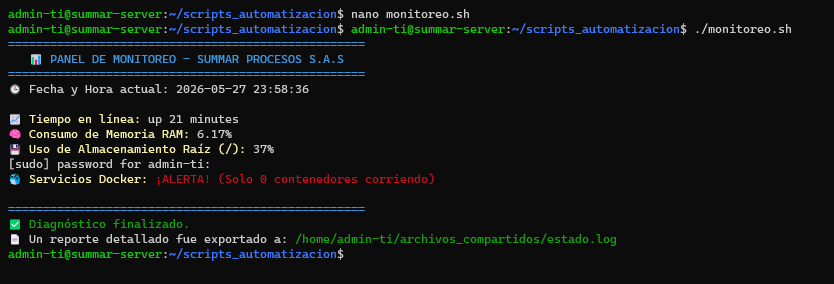 admin-ti@summar-server:~/scripts_automatizacion$ nano monitoreo.sh
admin-ti@summar-server:~/scripts_automatizacion$ admin-ti@summar-server:~/scripts_automatizacion$ ./monitoreo.sh
===================================================
📊 PANEL DE MONITOREO - SUMMAR PROCESOS S.A.S
===================================================
🕒 Fecha y Hora actual: 2026-05-27 23:58:36
📈 Tiempo en línea: up 21 minutes
🧠 Consumo de Memoria RAM: 6.17%
💾 Uso de Almacenamiento Raíz (/): 37%
[sudo] password for admin-ti:
🐳 Servicios Docker: ¡ALERTA! (Solo 0 contenedores corriendo)
===================================================
✅ Diagnóstico finalizado.
📄 Un reporte detallado fue exportado a: /home/admin-ti/archivos_compartidos/estado.log
admin-ti@summar-server:~/scripts_automatizacion$